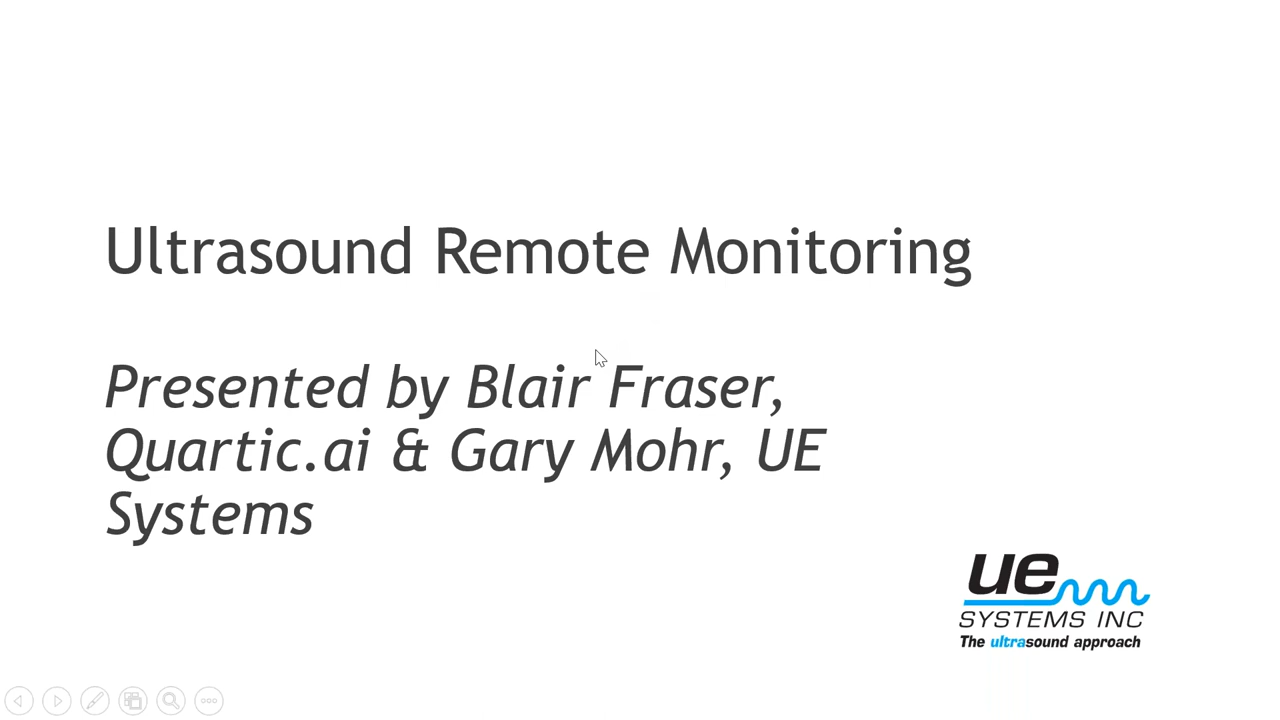 Ultrasound Remote Monitoring
Presented by Blair Fraser,
Quartic.ai & Gary Mohr, UE
Systems
ue
SYSTEMS INC
The ultrasound approach